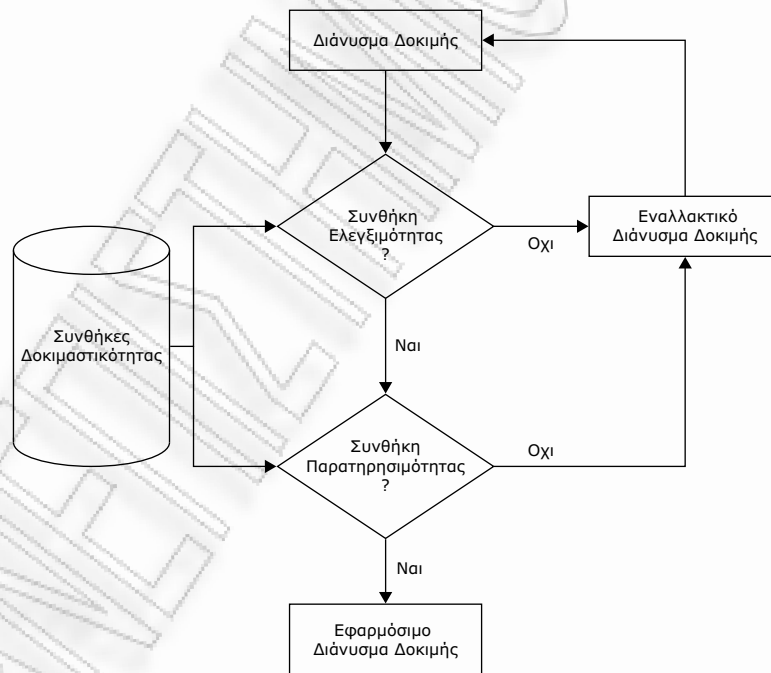 Διάνυσμα Δοκιμής
Συνθήκη
Ελεγξιμότητας
?
Οχι
Εναλλακτικό
Διάνυσμα Δοκιμής
Συνθήκες
Δοκιμαστικότητας
Ναι
Συνθήκη
Παρατηρησιμότητας
?
Οχι
Ναι
Εφαρμόσιμο
Διάνυσμα Δοκιμής